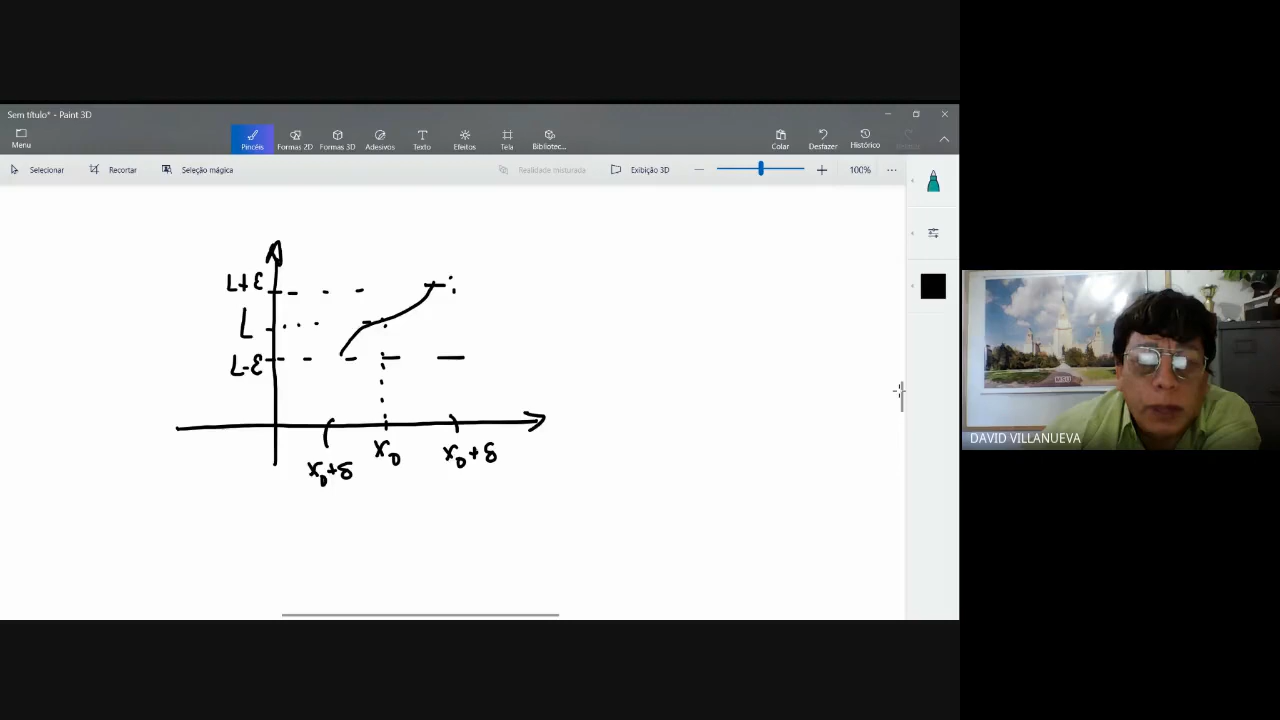 Sem título* - Paint 3D
Menu
Pincéis
Formas 2D
Formas 3D
Adesivos
Texto
Efeitos
Tela
Bibliotec...
Colar
Desfazer
Histórico
Selecionar
Recortar
Seleção mágica
Realidade misturada
Exibição 3D
100%
L+ε
L
L-ε
x₀+δ
x₀
x₀+δ
MSU
DAVID VILLANUEVA